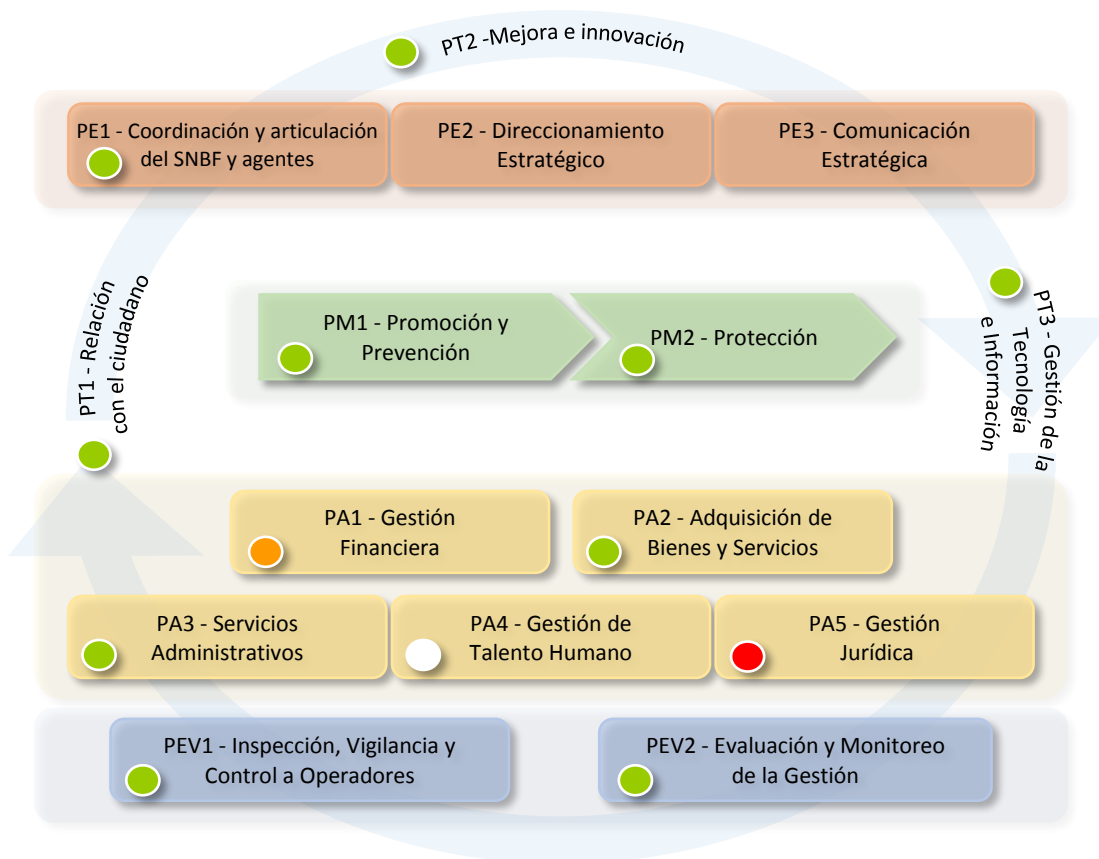 PT2 -Mejora e innovación
PE1 - Coordinación y articulación
del SNBF y agentes
PE2 - Direccionamiento
Estratégico
PE3 - Comunicación
Estratégica
PT1 - Relación
con el ciudadano
PM1 - Promoción y
Prevención
PM2 - Protección
PT3 - Gestión de la
Tecnología
e Información
PA1 - Gestión
Financiera
PA2 - Adquisición de
Bienes y Servicios
PA3 - Servicios
Administrativos
PA4 - Gestión de
Talento Humano
PA5 - Gestión
Jurídica
PEV1 - Inspección, Vigilancia y
Control a Operadores
PEV2 - Evaluación y Monitoreo
de la Gestión